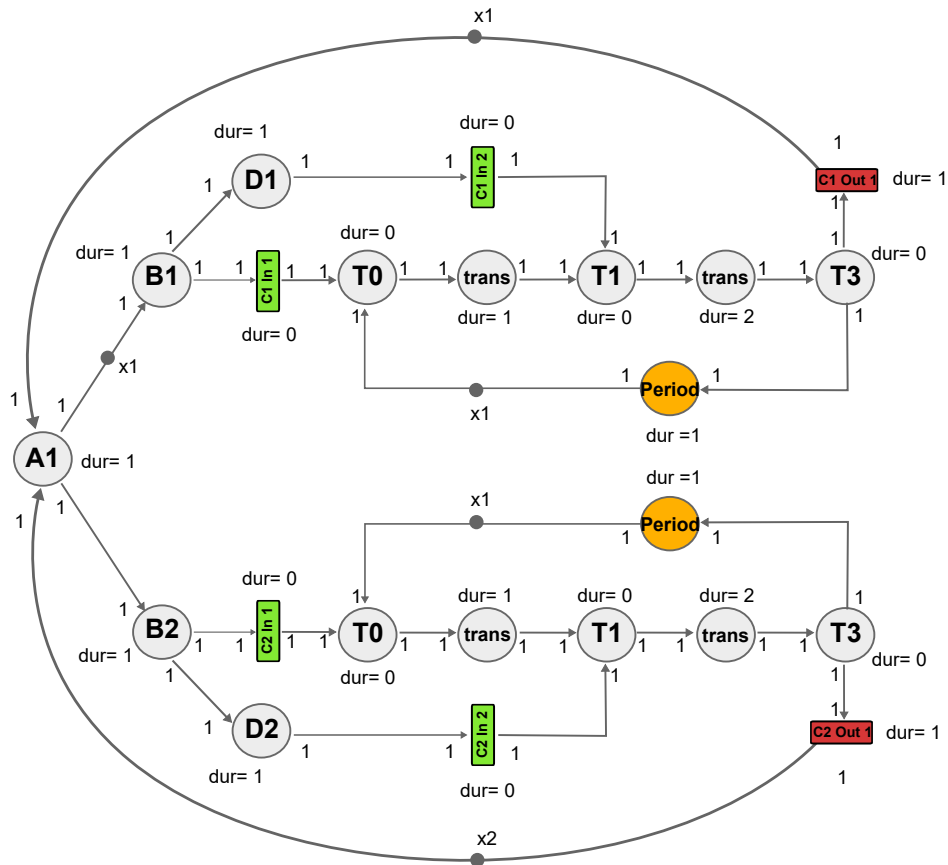 x1
1
dur= 0
dur= 1
D1
1
1
C1 In 2
1
1
C1 Out 1
dur= 1
1
1
1
1
dur= 1
dur= 0
1
1
dur= 0
B1
1
1
C1 In 1
1
1
T0
1
1
trans
1
1
T1
1
1
trans
1
1
T3
1
1
1
dur= 0
dur= 1
dur= 0
dur= 2
x1
1
Period
1
x1
dur =1
1
1
A1
dur= 1
dur =1
1
1
x1
1
Period
1
dur= 0
1
dur= 1
dur= 0
dur= 2
1
1
B2
1
1
C2 In 1
1
1
T0
1
1
trans
1
1
T1
1
1
trans
1
1
T3
dur= 1
dur= 0
dur= 0
1
1
1
1
1
D2
1
1
C2 In 2
1
C2 Out 1
dur= 1
dur= 1
dur= 0
1
x2